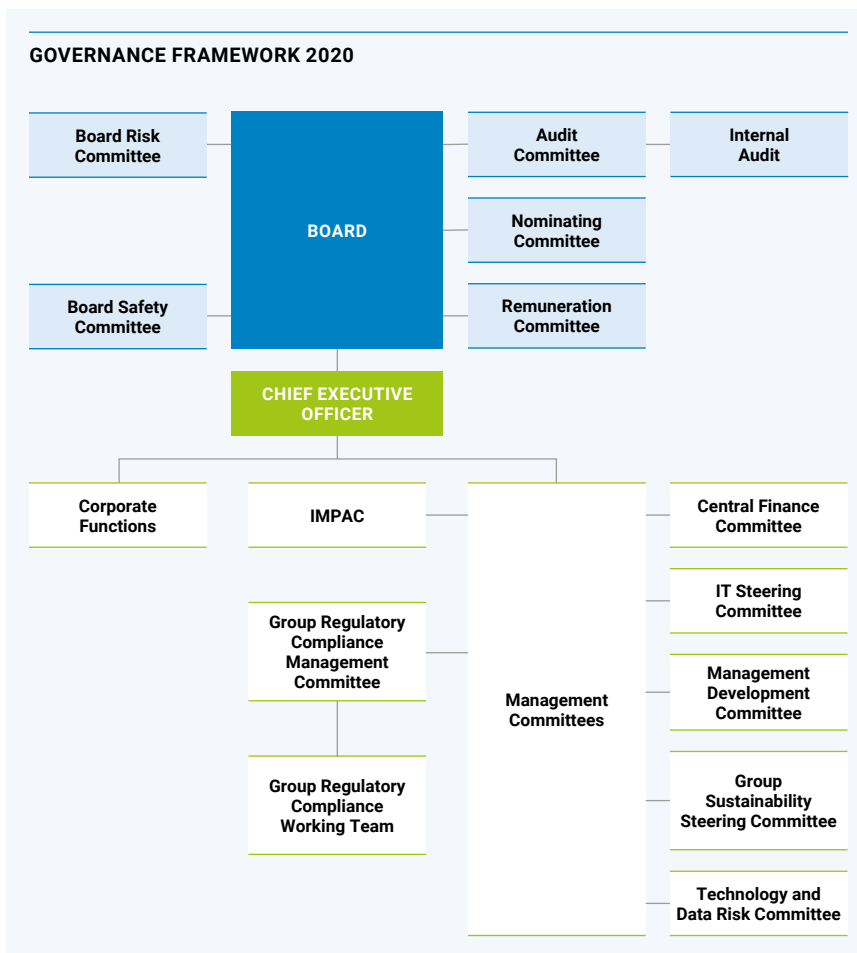 GOVERNANCE FRAMEWORK 2020
Board Risk
Committee
BOARD
Audit
Committee
Internal
Audit
Nominating
Committee
Board Safety
Committee
Remuneration
Committee
CHIEF EXECUTIVE
OFFICER
Corporate
Functions
IMPAC
Management
Committees
Central Finance
Committee
IT Steering
Committee
Group Regulatory
Compliance
Management
Committee
Management
Development
Committee
Group Regulatory
Compliance
Working Team
Group
Sustainability
Steering Committee
Technology and
Data Risk Committee